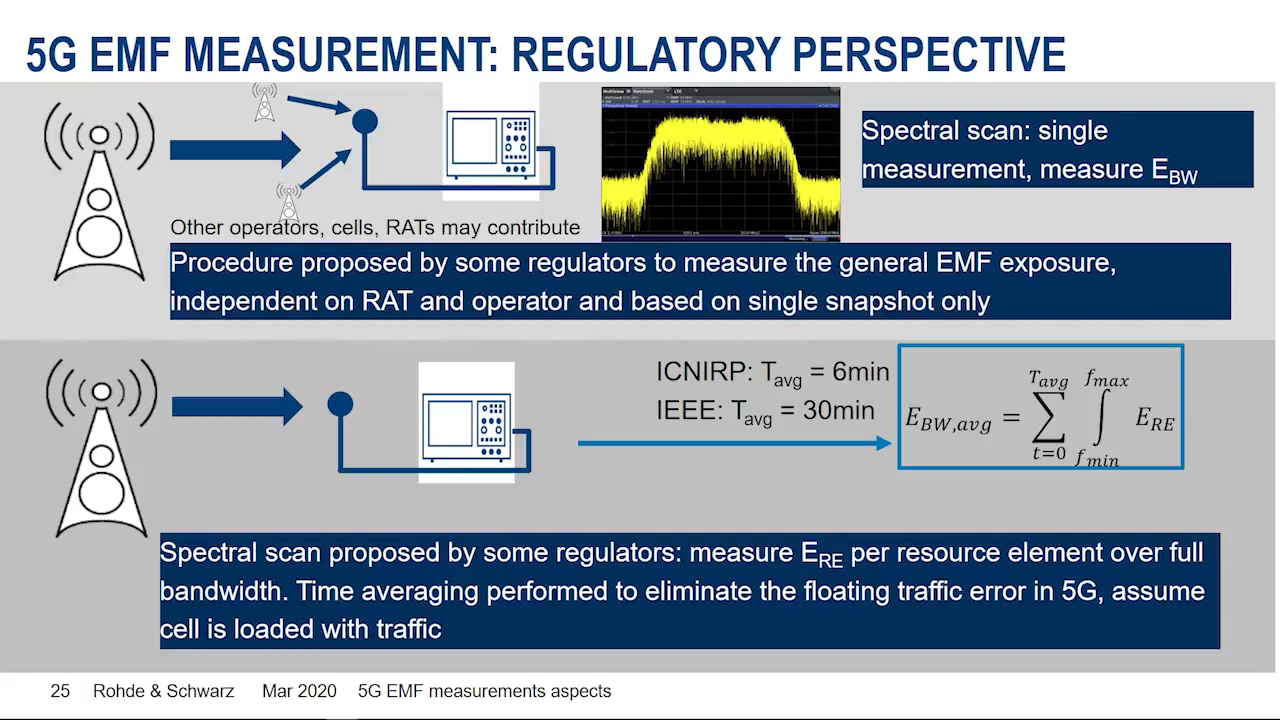 5G EMF MEASUREMENT: REGULATORY PERSPECTIVE
Spectral scan: single
measurement, measure E_BW
Other operators, cells, RATs may contribute
Procedure proposed by some regulators to measure the general EMF exposure,
independent on RAT and operator and based on single snapshot only
ICNIRP: T_avg = 6min
IEEE: T_avg = 30min
E_BW,avg = ∑_{t=0}^{T_avg} ∫_{f_min}^{f_max} E_RE
Spectral scan proposed by some regulators: measure E_RE per resource element over full
bandwidth. Time averaging performed to eliminate the floating traffic error in 5G, assume
cell is loaded with traffic
25 Rohde & Schwarz Mar 2020 5G EMF measurements aspects